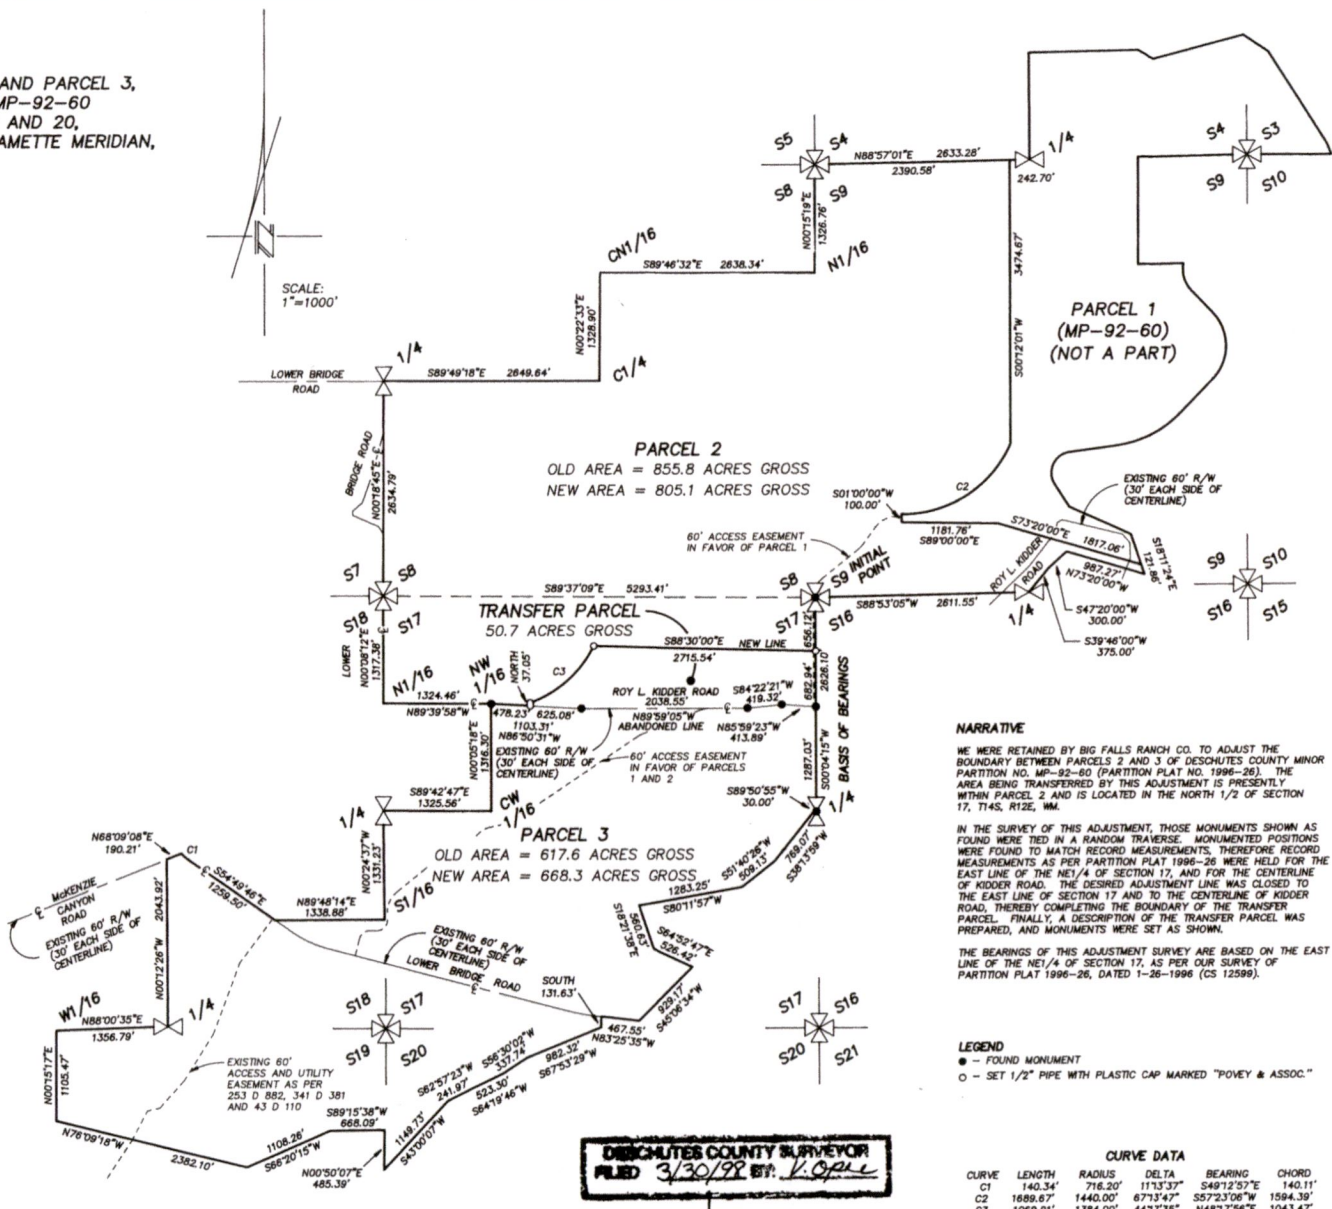 AND PARCEL 3,
MP-92-60
AND 20,
AMETTE MERIDIAN,
SCALE:
1"=1000'
S5
S4
S8
S9
N88°57'01"E 2633.28'
2390.58'
1/4
242.70'
S4
S3
S9
S10
N00°15'19"E
1326.76'
CN1/16
S89°46'32"E 2638.34'
N1/16
3474.67'
S00°12'01"W
PARCEL 1
(MP-92-60)
(NOT A PART)
N00°22'33"E
1328.90'
LOWER BRIDGE
ROAD
1/4
S89°49'18"E 2649.64'
C1/4
BRIDGE ROAD
N00°18'45"E
2634.79'
PARCEL 2
OLD AREA = 855.8 ACRES GROSS
NEW AREA = 805.1 ACRES GROSS
S01°00'00"W
100.00'
C2
EXISTING 60' R/W
(30' EACH SIDE OF
CENTERLINE)
1181.76'
S89°00'00"E
S73°20'00"E
1817.06'
60' ACCESS EASEMENT
IN FAVOR OF PARCEL 1
INITIAL
POINT
ROY L. KIDDER
ROAD
987.27'
N73°20'00"W
S18°11'24"E
121.86'
S7
S8
S18
S17
S89°37'09"E 5293.41'
S8
S9
S17
S16
S88°53'05"W 2611.55'
1/4
S47°20'00"W
300.00'
S39°46'00"W
375.00'
S9
S10
S16
S15
TRANSFER PARCEL
50.7 ACRES GROSS
656.12'
LOWER
N00°08'12"E
1317.38'
NORTH
37.05'
C3
S88°30'00"E
NEW LINE
2715.54'
682.94'
2626.10'
N1/16
1324.46'
N89°39'58"W
NW
1/16
478.23'
625.08'
1103.31'
N86°50'31"W
ROY L. KIDDER ROAD
2038.55'
N89°59'05"W
ABANDONED LINE
S84°22'21"W
419.32'
N85°59'23"W
413.89'
BASIS OF BEARINGS
N00°05'18"E
1316.30'
EXISTING 60' R/W
(30' EACH SIDE OF
CENTERLINE)
60' ACCESS EASEMENT
IN FAVOR OF PARCELS
1 AND 2
1287.03'
S00°04'15"W
S89°42'47"E
1325.56'
CW
1/16
S89°50'55"W
30.00'
1/4
1/4
PARCEL 3
OLD AREA = 617.6 ACRES GROSS
NEW AREA = 668.3 ACRES GROSS
N68°09'08"E
190.21'
C1
S54°49'46"E
1259.50'
N00°24'37"W
1331.23'
S51°40'26"W
509.13'
769.07'
S38°13'59"W
McKENZIE
CANYON
ROAD
EXISTING 60' R/W
(30' EACH SIDE OF
CENTERLINE)
2043.92'
N00°12'26"W
N89°48'14"E
1338.88'
S1/16
1283.25'
S80°11'57"W
560.63'
S18°21'38"E
S64°52'47"E
526.42'
EXISTING 60' R/W
(30' EACH SIDE OF
CENTERLINE)
LOWER BRIDGE ROAD
SOUTH
131.63'
929.17'
S45°06'34"W
W1/16
N88°00'35"E
1356.79'
1/4
S18
S17
S19
S20
467.55'
N83°25'35"W
S17
S16
S20
S21
N00°15'17"E
1105.47'
EXISTING 60'
ACCESS AND UTILITY
EASEMENT AS PER
253 D 882, 341 D 381
AND 43 D 110
S62°57'23"W
241.97'
S56°30'02"W
337.74'
982.32'
S67°53'29"W
523.30'
S64°19'46"W
N76°09'18"W
2382.10'
1108.26'
S66°20'15"W
S89°15'38"W
668.09'
1149.73'
S43°00'07"W
N00°50'07"E
485.39'
NARRATIVE
WE WERE RETAINED BY BIG FALLS RANCH CO. TO ADJUST THE
BOUNDARY BETWEEN PARCELS 2 AND 3 OF DESCHUTES COUNTY MINOR
PARTITION NO. MP-92-60 (PARTITION PLAT NO. 1996-26). THE
AREA BEING TRANSFERRED BY THIS ADJUSTMENT IS PRESENTLY
WITHIN PARCEL 2 AND IS LOCATED IN THE NORTH 1/2 OF SECTION
17, T14S, R12E, WM.
IN THE SURVEY OF THIS ADJUSTMENT, THOSE MONUMENTS SHOWN AS
FOUND WERE TIED IN A RANDOM TRAVERSE. MONUMENTED POSITIONS
WERE FOUND TO MATCH RECORD MEASUREMENTS, THEREFORE RECORD
MEASUREMENTS AS PER PARTITION PLAT 1996-26 WERE HELD FOR THE
EAST LINE OF THE NE1/4 OF SECTION 17, AND FOR THE CENTERLINE
OF KIDDER ROAD. THE DESIRED ADJUSTMENT LINE WAS CLOSED TO
THE EAST LINE OF SECTION 17 AND TO THE CENTERLINE OF KIDDER
ROAD, THEREBY COMPLETING THE BOUNDARY OF THE TRANSFER
PARCEL. FINALLY, A DESCRIPTION OF THE TRANSFER PARCEL WAS
PREPARED, AND MONUMENTS WERE SET AS SHOWN.
THE BEARINGS OF THIS ADJUSTMENT SURVEY ARE BASED ON THE EAST
LINE OF THE NE1/4 OF SECTION 17, AS PER OUR SURVEY OF
PARTITION PLAT 1996-26, DATED 1-26-1996 (CS 12599).
LEGEND
● - FOUND MONUMENT
○ - SET 1/2" PIPE WITH PLASTIC CAP MARKED "POVEY & ASSOC."
DESCHUTES COUNTY SURVEYOR
FILED 3/30/98 BY:
CURVE DATA
CURVE LENGTH RADIUS DELTA BEARING CHORD
C1 140.34' 716.20' 11°13'37" S49°12'57"E 140.11'
C2 1689.67' 1440.00' 67°13'47" S57°23'06"W 1594.39'